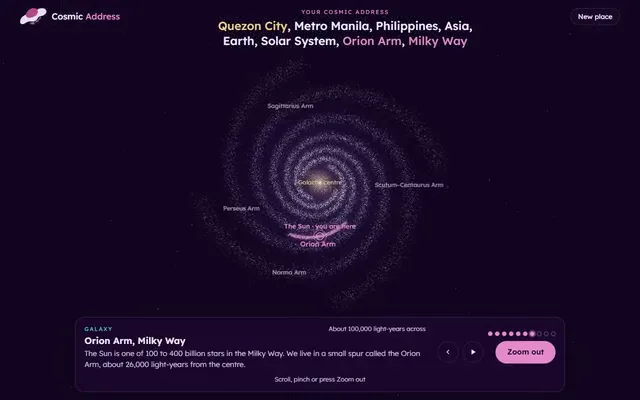 Cosmic Address
YOUR COSMIC ADDRESS
Quezon City, Metro Manila, Philippines, Asia,
Earth, Solar System, Orion Arm, Milky Way
New place
Sagittarius Arm
Galactic centre
Scutum-Centaurus Arm
Perseus Arm
The Sun - you are here
Orion Arm
Norma Arm
GALAXY
About 100,000 light-years across
Orion Arm, Milky Way
The Sun is one of 100 to 400 billion stars in the Milky Way. We live in a small spur called the Orion
Arm, about 26,000 light-years from the centre.
Zoom out
Scroll, pinch or press Zoom out